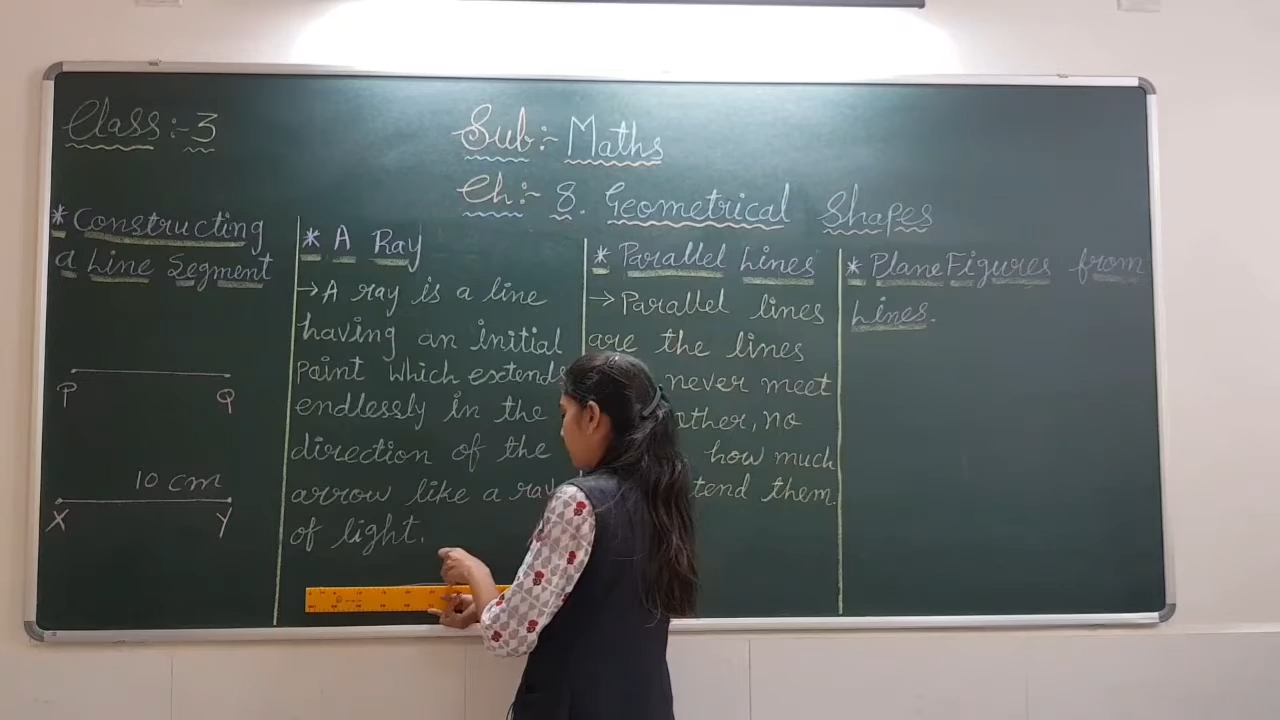 Class:- 3
Sub:- Maths
Ch:- 8. Geometrical Shapes
* Constructing
a Line Segment
P Q
10 cm
X Y
* A Ray
→ A ray is a line
having an initial
point which extends
endlessly in the
direction of the
arrow like a ray
of light.
* Parallel Lines
→ Parallel lines
are the lines
never meet
other, no
how much
tend them.
* Plane Figures from
Lines.